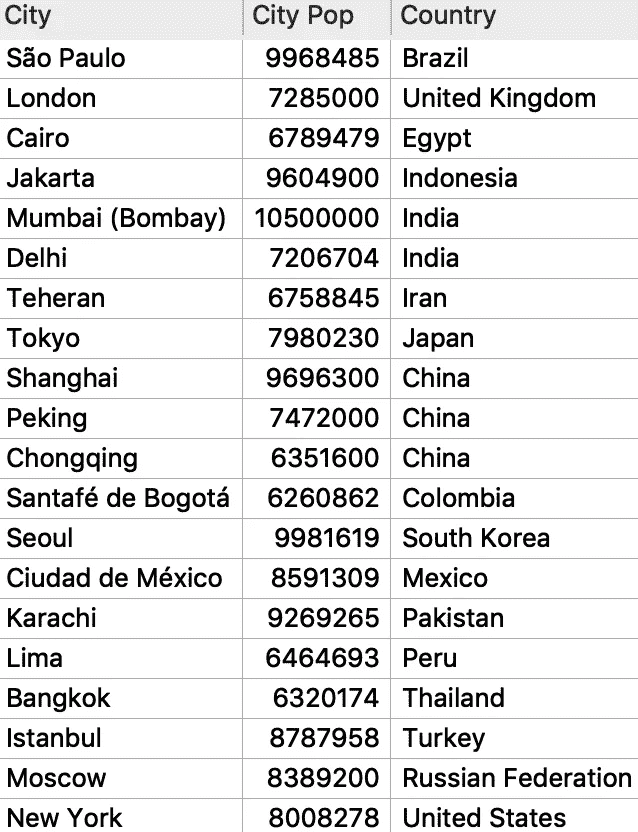 City City Pop Country
São Paulo 9968485 Brazil
London 7285000 United Kingdom
Cairo 6789479 Egypt
Jakarta 9604900 Indonesia
Mumbai (Bombay) 10500000 India
Delhi 7206704 India
Teheran 6758845 Iran
Tokyo 7980230 Japan
Shanghai 9696300 China
Peking 7472000 China
Chongqing 6351600 China
Santafé de Bogotá 6260862 Colombia
Seoul 9981619 South Korea
Ciudad de México 8591309 Mexico
Karachi 9269265 Pakistan
Lima 6464693 Peru
Bangkok 6320174 Thailand
Istanbul 8787958 Turkey
Moscow 8389200 Russian Federation
New York 8008278 United States